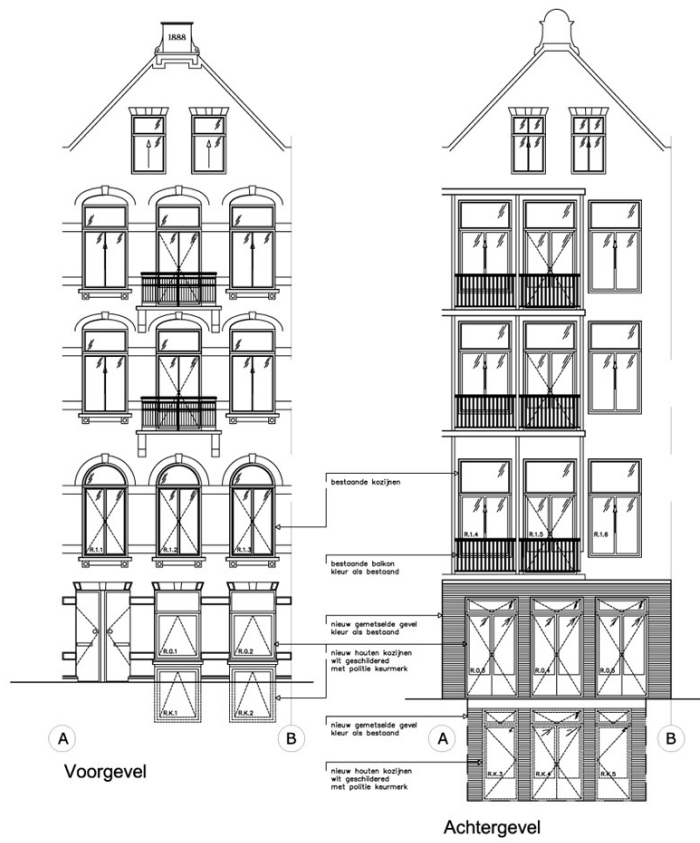 1888
bestaande kozijnen
R.1.1
R.1.2
R.1.3
R.1.4
R.1.5
R.1.6
bestaande balkon
kleur als bestaand
nieuw gemetselde gevel
kleur als bestaand
nieuw houten kozijnen
wit geschilderd
met politie keurmerk
R.0.1
R.0.2
R.0.3
R.0.4
R.0.5
R.K.1
R.K.2
nieuw gemetselde gevel
kleur als bestaand
A
B
A
B
Voorgevel
nieuw houten kozijnen
wit geschilderd
met politie keurmerk
R.K.3
R.K.4
R.K.5
Achtergevel